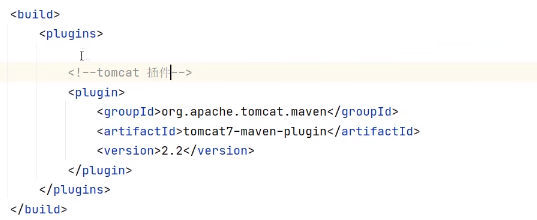 <build>
<plugins>
<!--tomcat 插件-->
<plugin>
<groupId>org.apache.tomcat.maven</groupId>
<artifactId>tomcat7-maven-plugin</artifactId>
<version>2.2</version>
</plugin>
</plugins>
</build>